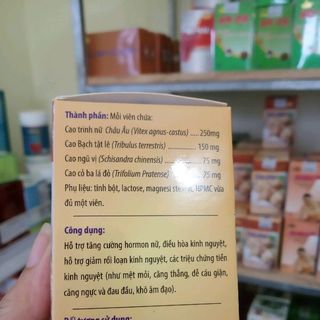 Thành phần: Mỗi viên chứa:
Cao trinh nữ Châu Âu (Vitex agnus-castus) .....250mg
Cao Bạch tật lê (Tribulus terrestris) .................150 mg
Cao ngũ vị (Schisandra chinensis) ................ 75 mg
Cao cỏ ba lá đỏ (Trifolium Pratense) ............. 75 mg
Phụ liệu: tinh bột, lactose, magnesi stearat, HPMC vừa
đủ một viên.
Công dụng:
Hỗ trợ tăng cường hormon nữ, điều hòa kinh nguyệt,
hỗ trợ giảm rối loạn kinh nguyệt, các triệu chứng tiền
kinh nguyệt (như mệt mỏi, căng thẳng, dễ cáu giận,
căng ngực và đau đầu, khô âm đạo).
Đối tượng sử dụng: